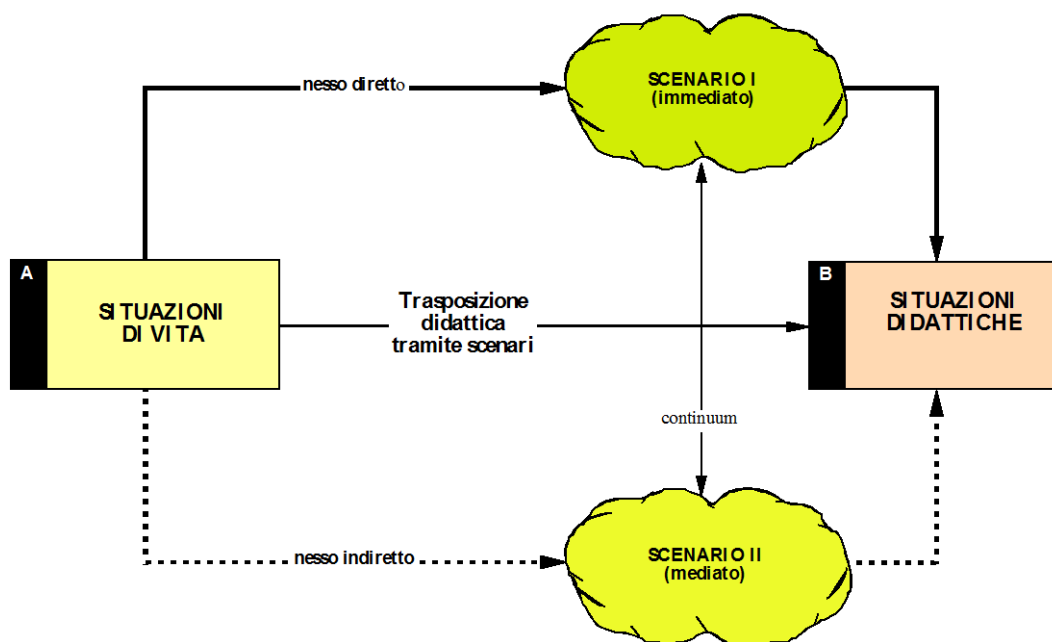 SCENARIO I
(immediato)
nesso diretto
A
SITUAZIONI
DI VITA
Trasposizione
didattica
tramite scenari
B
SITUAZIONI
DIDATTICHE
continuum
nesso indiretto
SCENARIO II
(mediato)